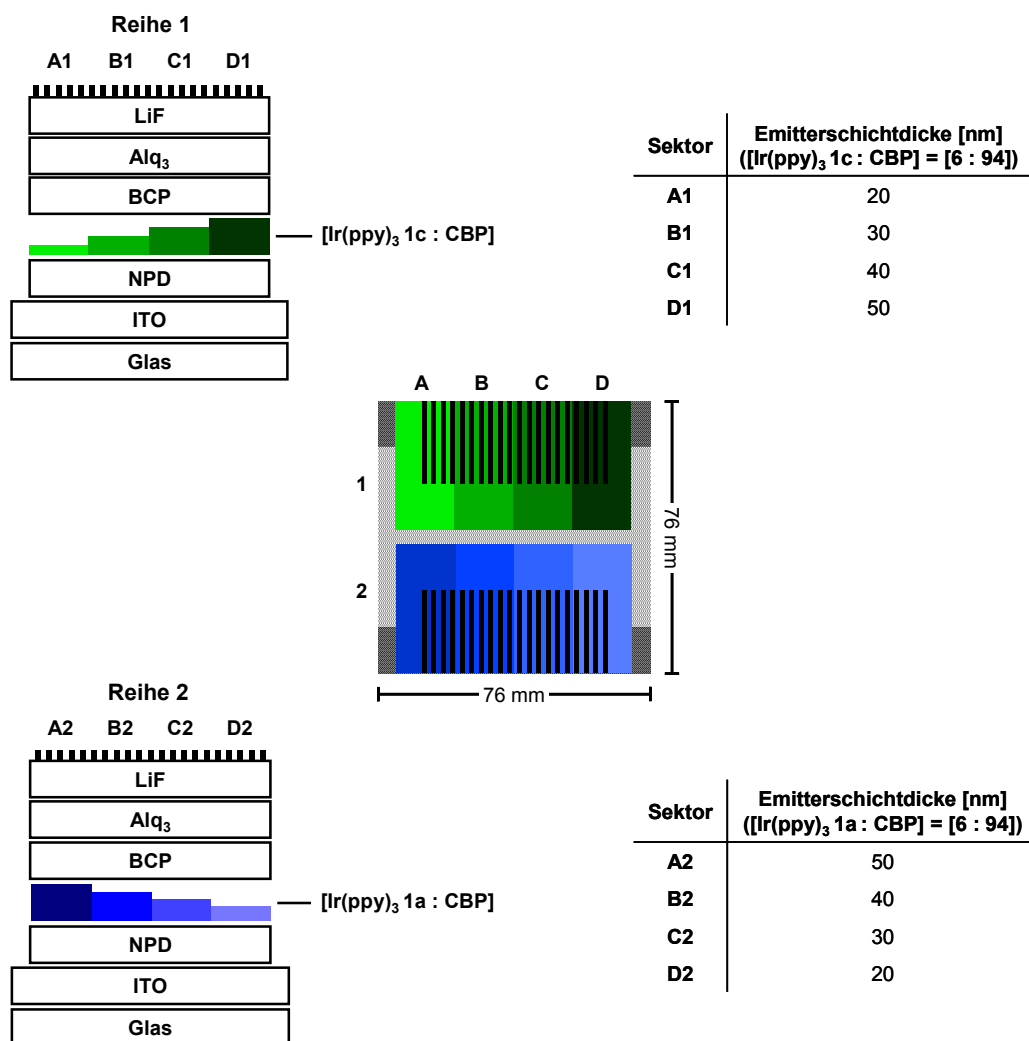 Reihe 1
A1 B1 C1 D1
LiF
Alq3
BCP
[Ir(ppy)3 1c : CBP]
NPD
ITO
Glas
Sektor Emitterschichtdicke [nm]
([Ir(ppy)3 1c : CBP] = [6 : 94])
A1 20
B1 30
C1 40
D1 50
A B C D
1
2
76 mm
76 mm
Reihe 2
A2 B2 C2 D2
LiF
Alq3
BCP
[Ir(ppy)3 1a : CBP]
NPD
ITO
Glas
Sektor Emitterschichtdicke [nm]
([Ir(ppy)3 1a : CBP] = [6 : 94])
A2 50
B2 40
C2 30
D2 20